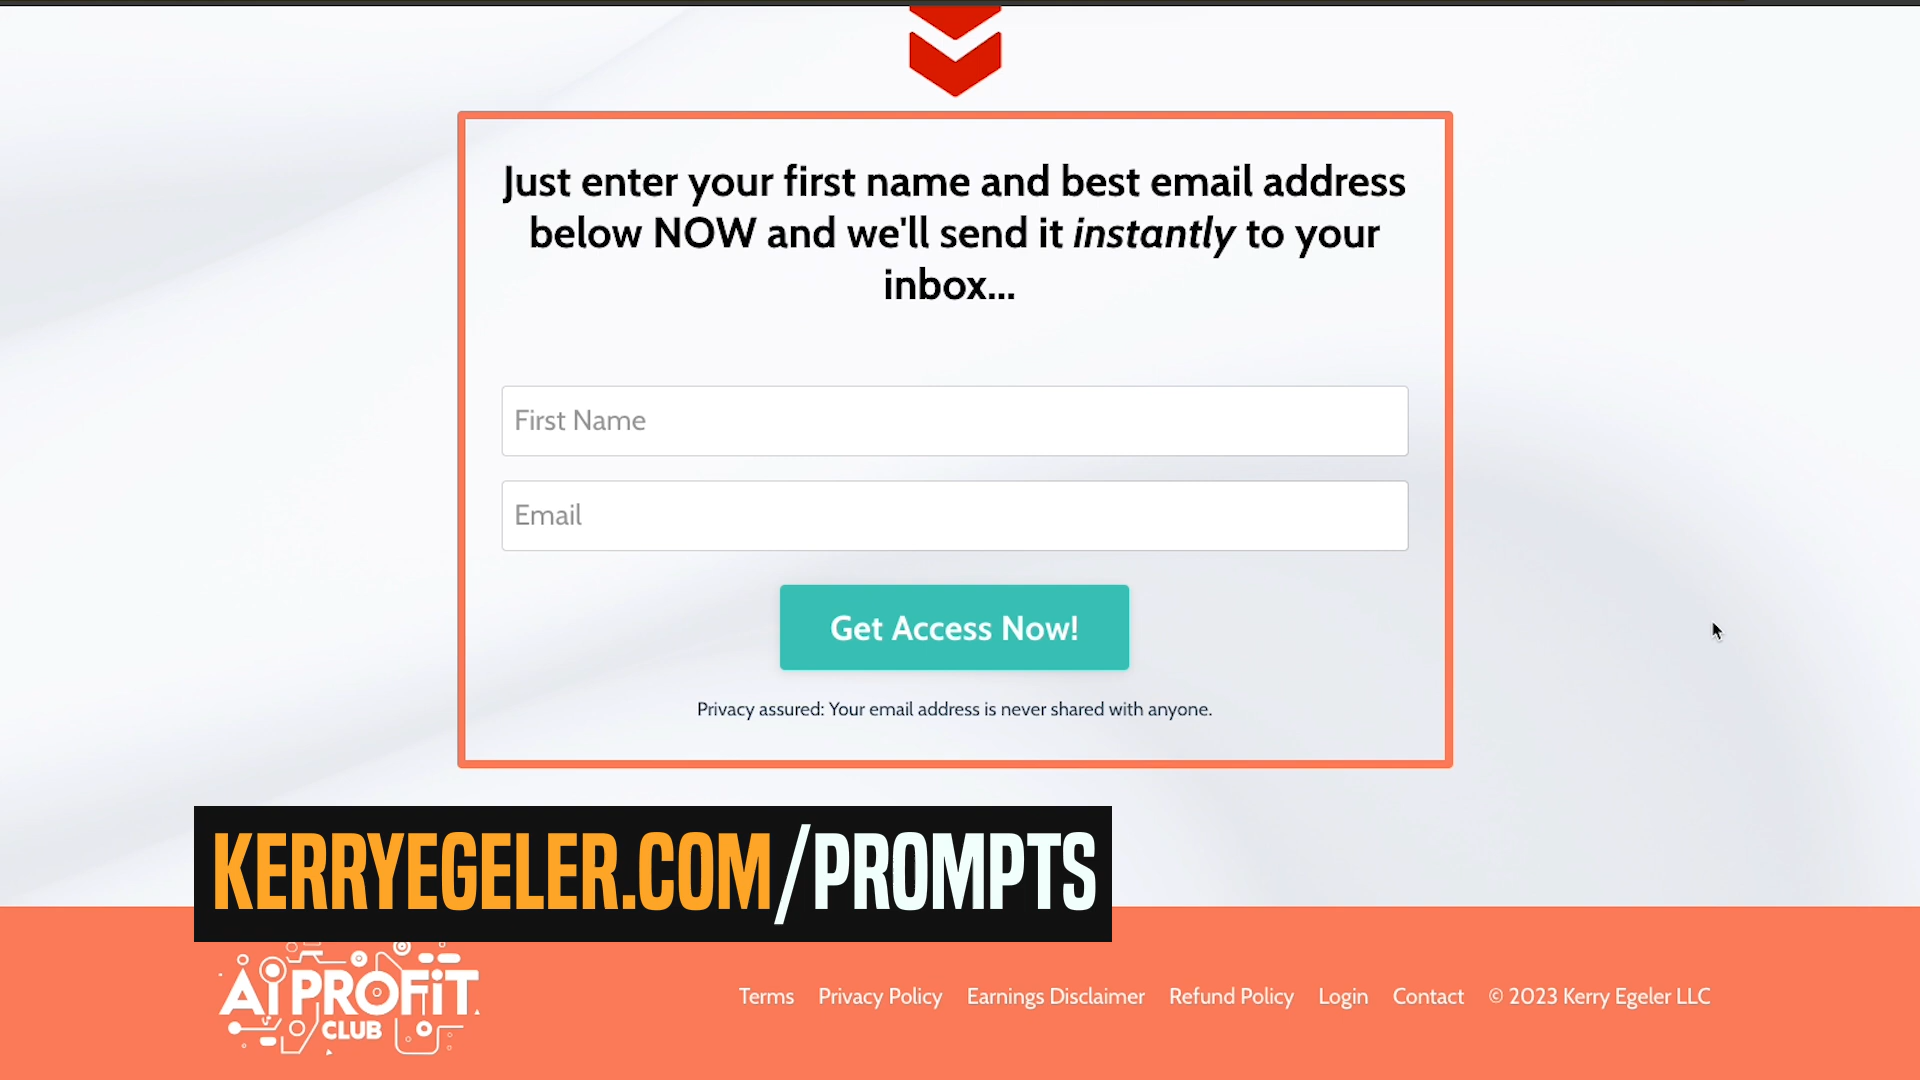 Just enter your first name and best email address
below NOW and we'll send it instantly to your
inbox...
First Name
Email
Get Access Now!
Privacy assured: Your email address is never shared with anyone.
KERRYEGELER.COM/PROMPTS
Ai PROFiT
CLUB
Terms Privacy Policy Earnings Disclaimer Refund Policy Login Contact © 2023 Kerry Egeler LLC